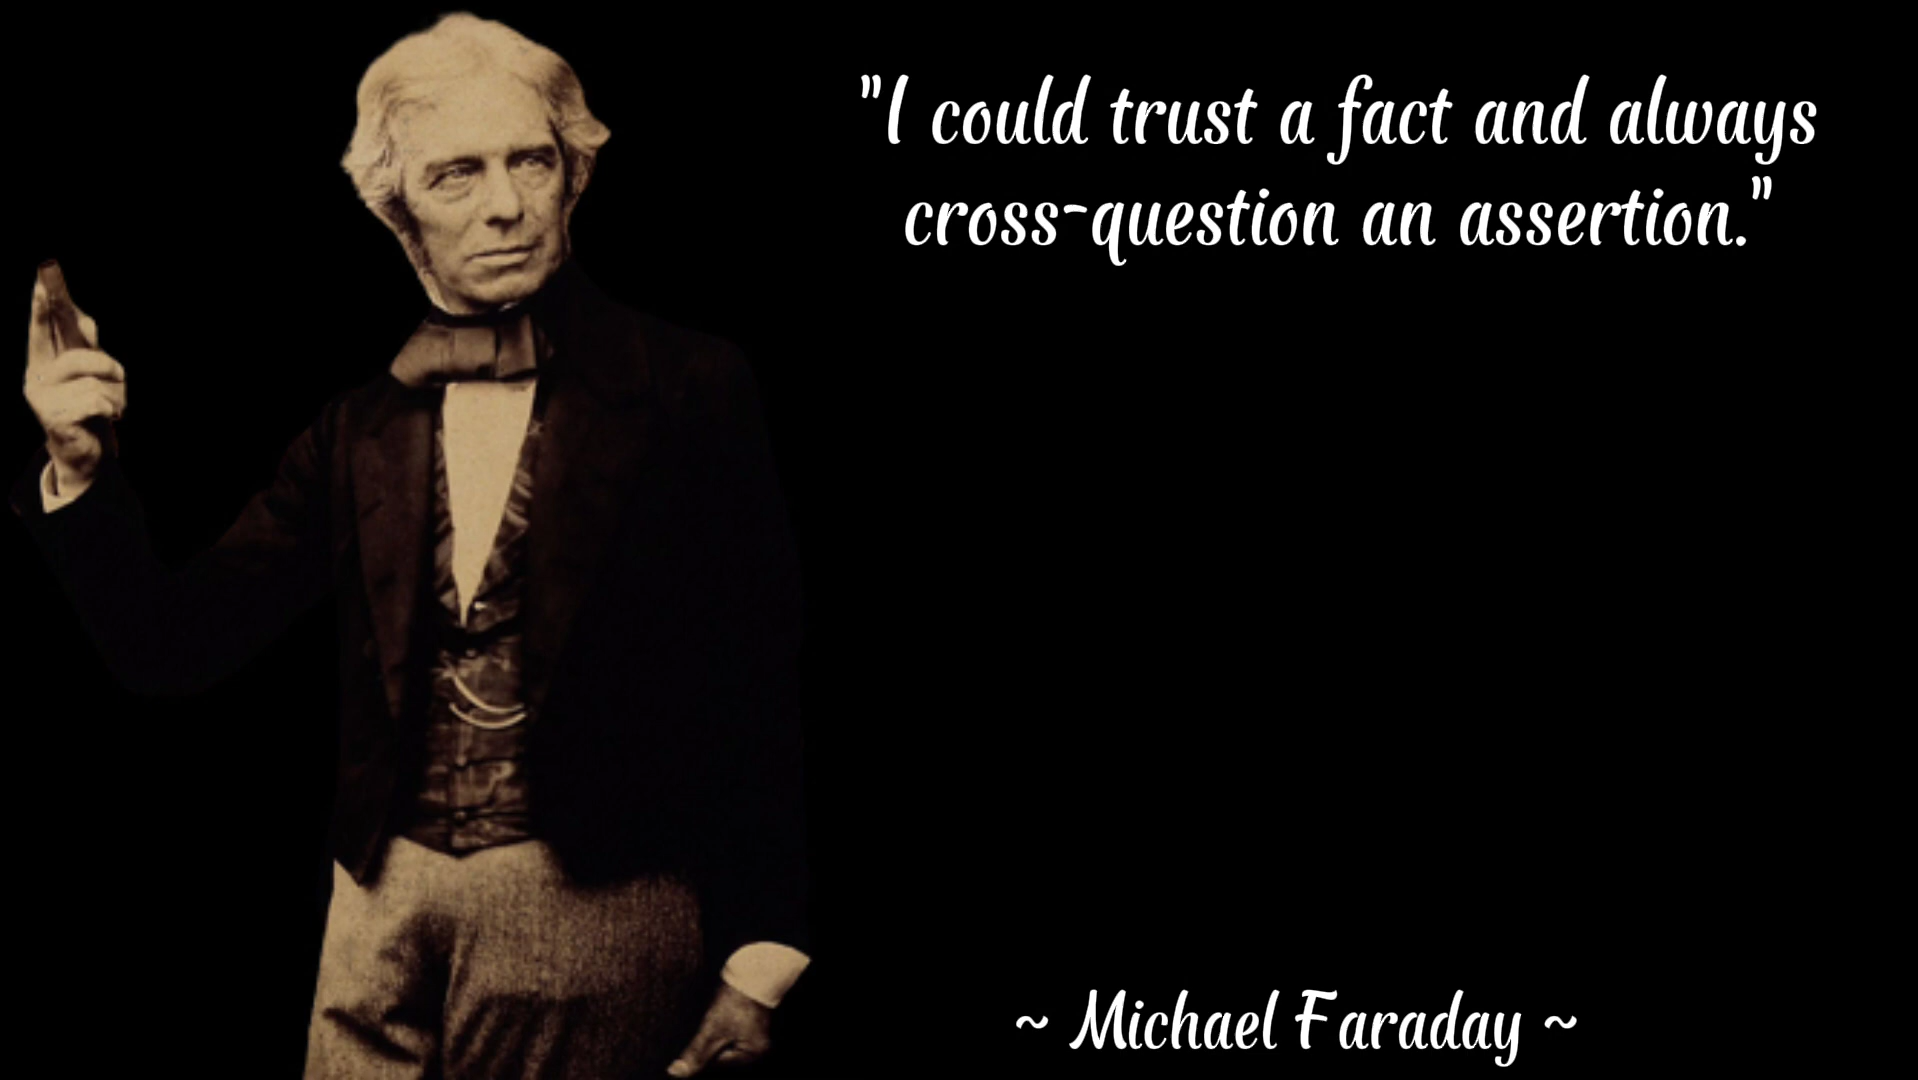 "I could trust a fact and always
cross-question an assertion."
~ Michael Faraday ~